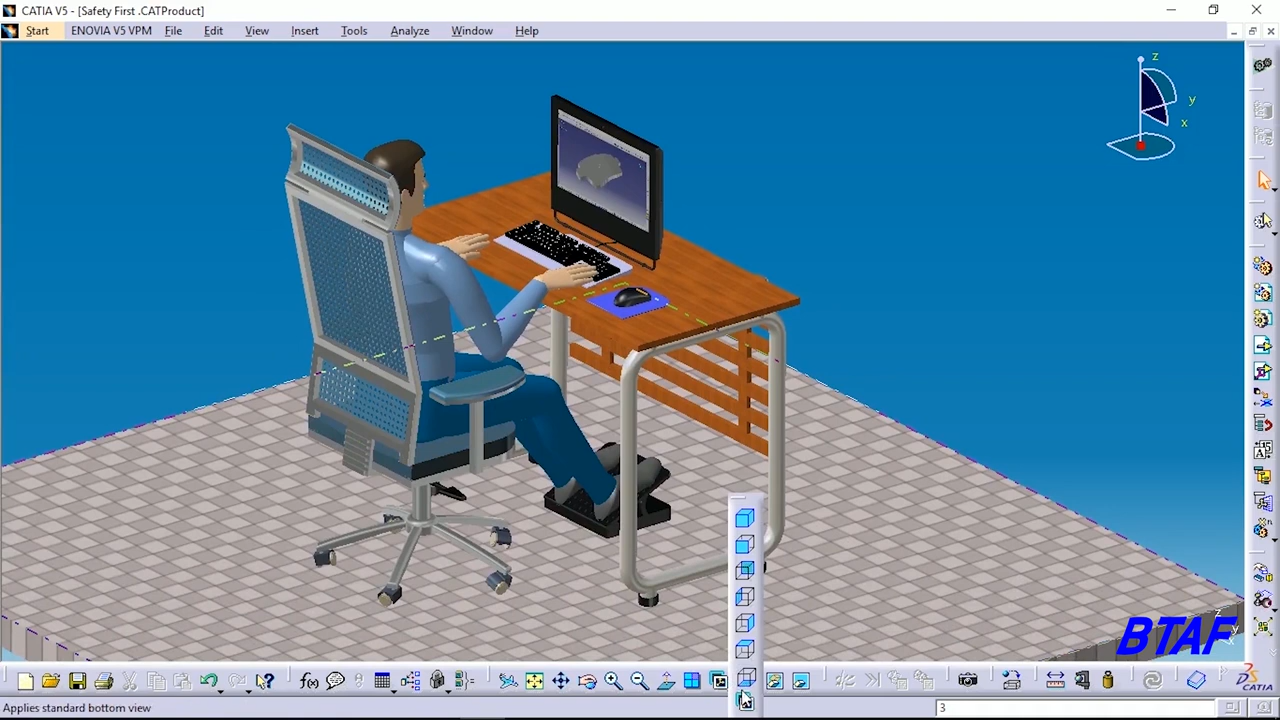 CATIA V5 - [Safety First .CATProduct]
Start ENOVIA V5 VPM File Edit View Insert Tools Analyze Window Help
z
y
x
BTAF
z
y
f(x)
Applies standard bottom view
3
CATIA